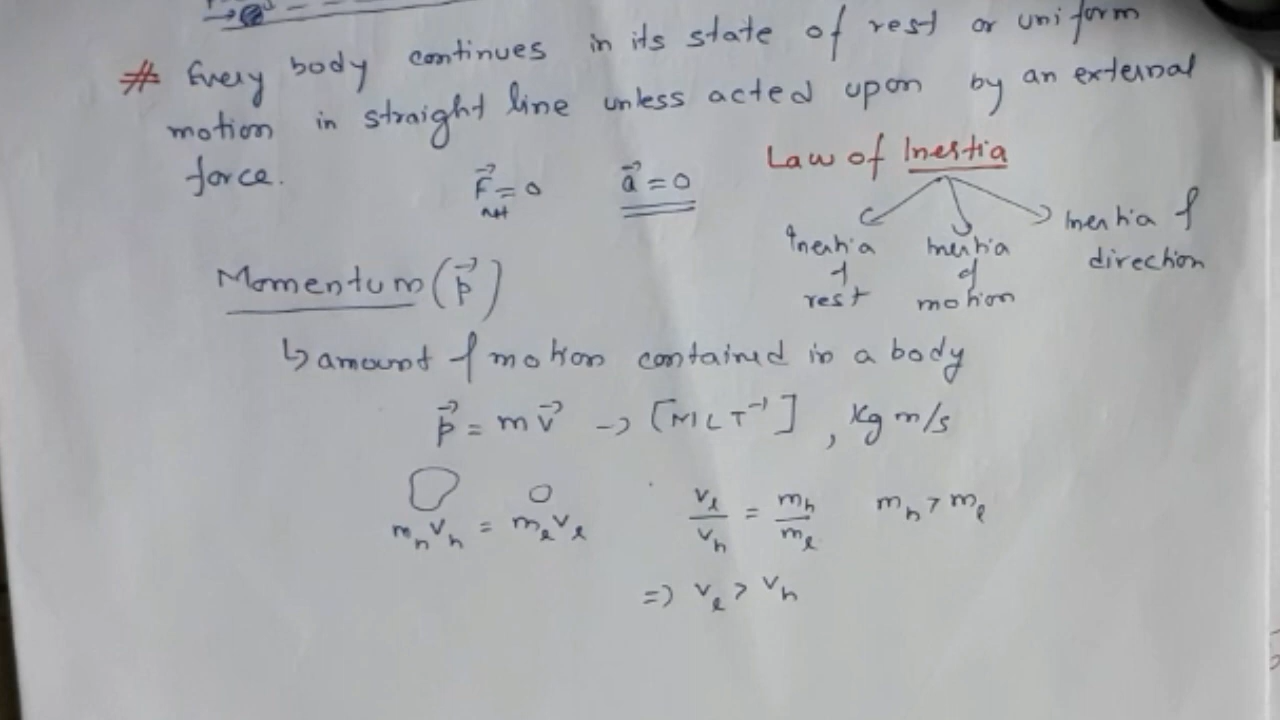 # Every body continues in its state of rest or uniform
motion in straight line unless acted upon by an external
force.
F⃗net = 0    a⃗ = 0
Law of Inertia
Inertia of rest
Inertia of motion
Inertia of direction
Momentum (p⃗)
↳ amount of motion contained in a body
p⃗ = mv⃗ → [MLT⁻¹] , Kg m/s
mₕvₕ = mₗvₗ    vₗ/vₕ = mₕ/mₗ    mₕ > mₗ
⇒ vₗ > vₕ